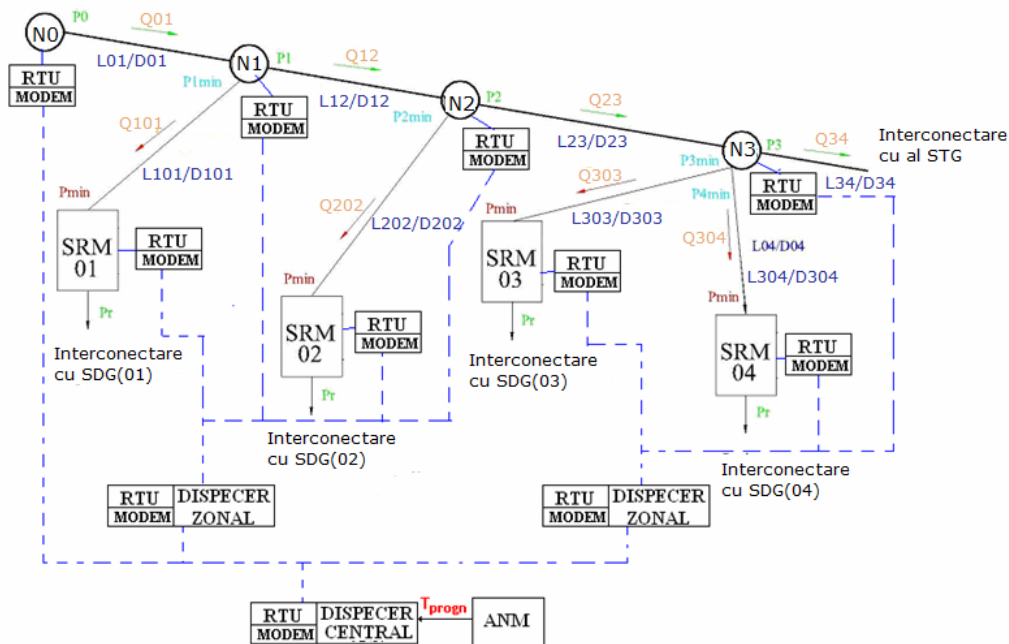 P0
Q01
N0
L01/D01
RTU
MODEM
N1
P1
Q12
P1min
L12/D12
RTU
MODEM
Q101
L101/D101
N2
P2
P2min
Q23
L23/D23
RTU
MODEM
Q202
L202/D202
N3
P3
Q34
Interconectare
cu al STG
L34/D34
P3min
P4min
RTU
MODEM
Q303
L303/D303
Q304
L04/D04
L304/D304
Pmin
SRM
01
RTU
MODEM
Pr
Interconectare
cu SDG(01)
Pmin
SRM
02
RTU
MODEM
Pr
Interconectare
cu SDG(02)
Pmin
SRM
03
RTU
MODEM
Pr
Interconectare
cu SDG(03)
Pmin
SRM
04
RTU
MODEM
Pr
Interconectare
cu SDG(04)
RTU
MODEM
DISPECER
ZONAL
RTU
MODEM
DISPECER
ZONAL
RTU
MODEM
DISPECER
CENTRAL
Tprogn
ANM